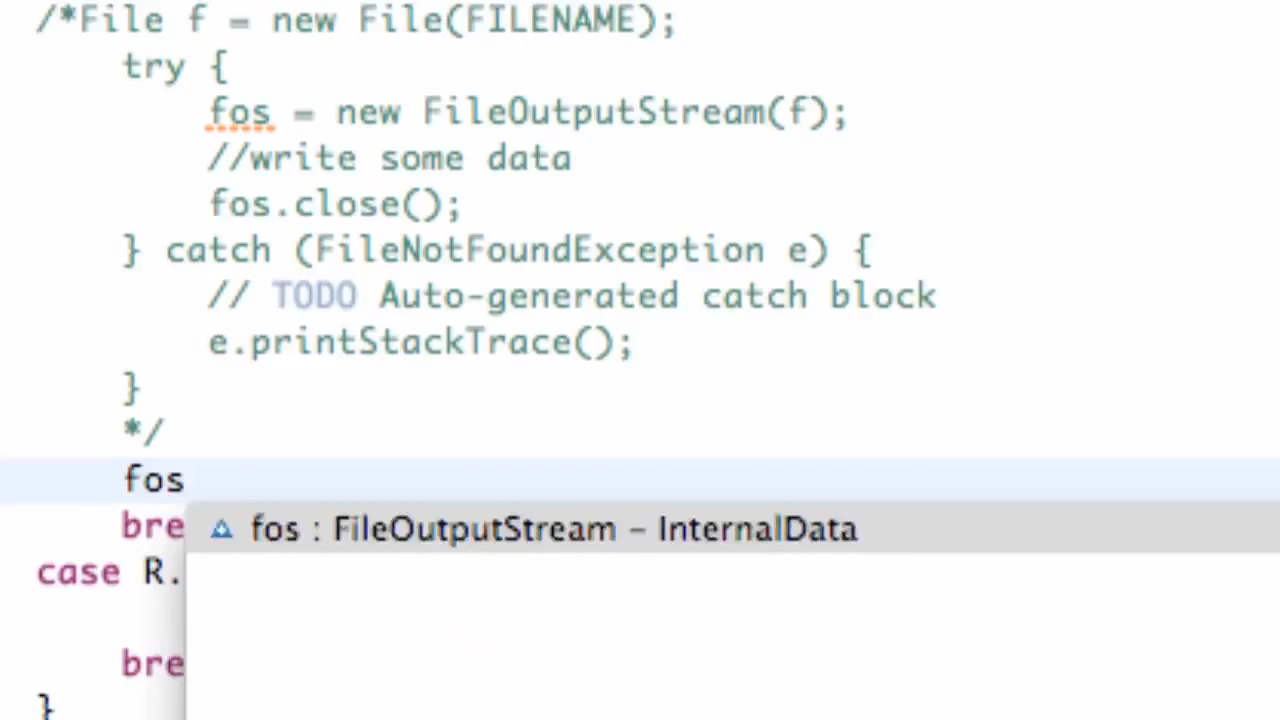 /*File f = new File(FILENAME);
try {
fos = new FileOutputStream(f);
//write some data
fos.close();
} catch (FileNotFoundException e) {
// TODO Auto-generated catch block
e.printStackTrace();
}
*/
fos
bre
fos : FileOutputStream – InternalData
case R.
bre
}